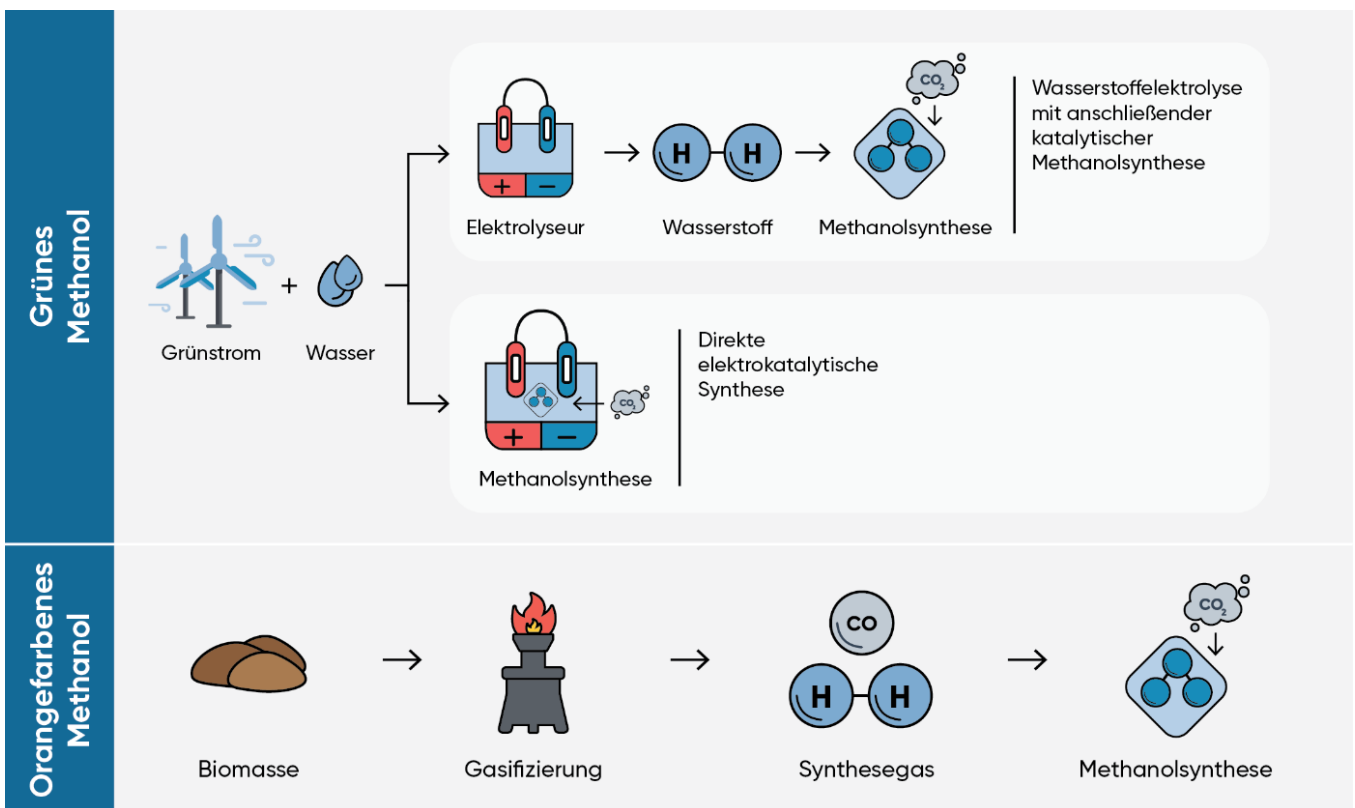 Grünes
Methanol
Grünstrom
+
Wasser
+
−
Elektrolyseur
H H
Wasserstoff
CO₂
Methanolsynthese
Wasserstoffelektrolyse
mit anschließender
katalytischer
Methanolsynthese
+
−
CO₂
Methanolsynthese
Direkte
elektrokatalytische
Synthese
Orangefarbenes
Methanol
Biomasse
Gasifizierung
CO
H H
Synthesegas
CO₂
Methanolsynthese